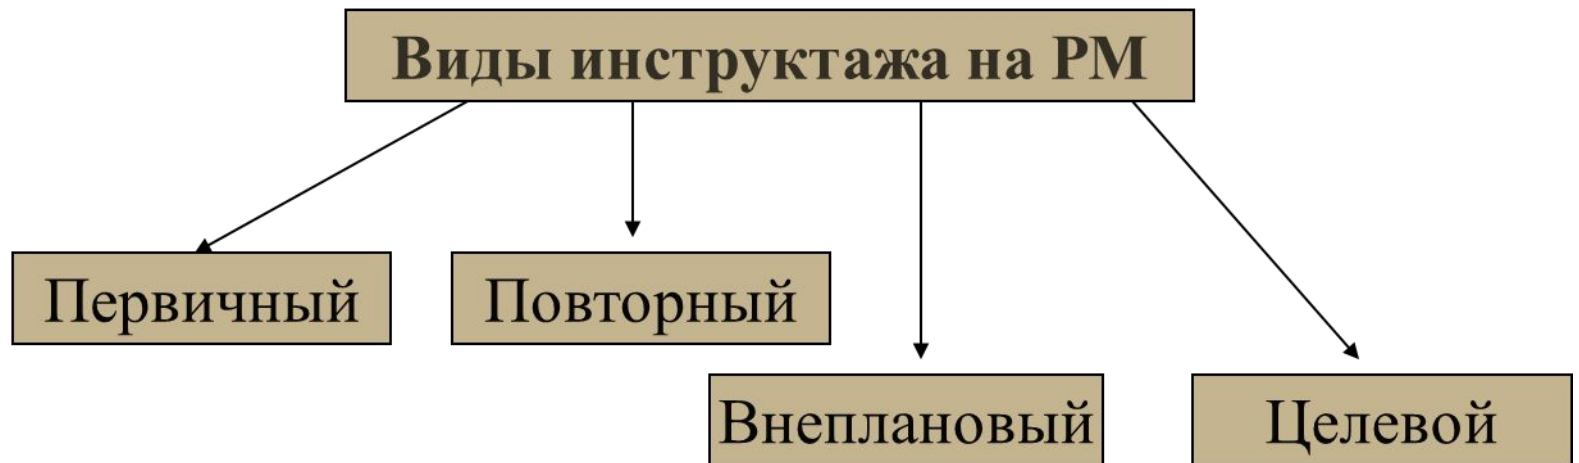 Виды инструктажа на РМ
Первичный
Повторный
Внеплановый
Целевой